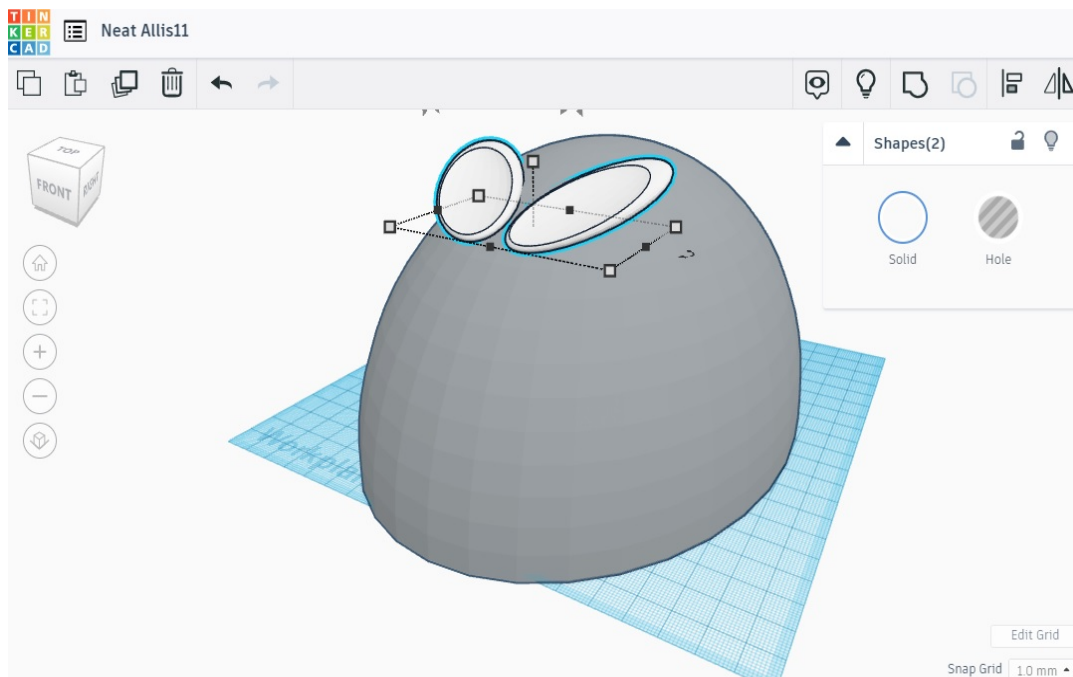 TIN
KER
CAD
Neat Allis11
TOP
FRONT
RIGHT
Shapes(2)
Solid
Hole
Workplan
Edit Grid
Snap Grid 1.0 mm